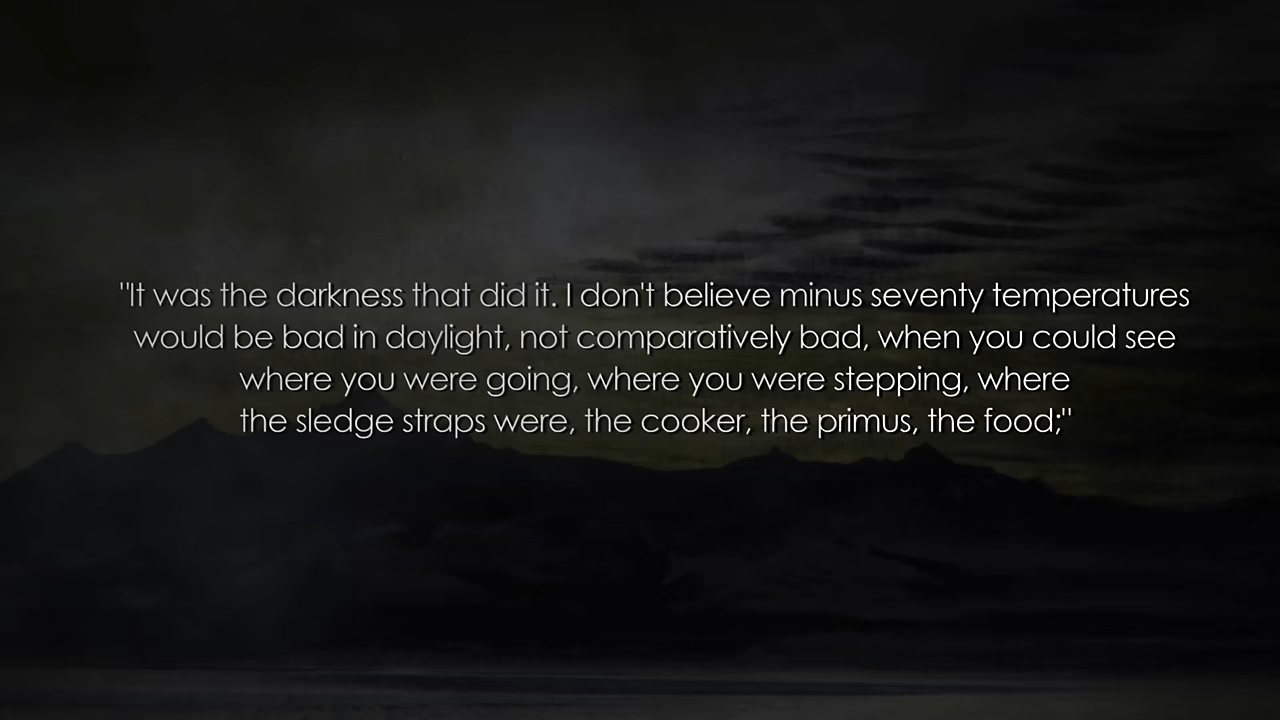 "It was the darkness that did it. I don't believe minus seventy temperatures
would be bad in daylight, not comparatively bad, when you could see
where you were going, where you were stepping, where
the sledge straps were, the cooker, the primus, the food;"